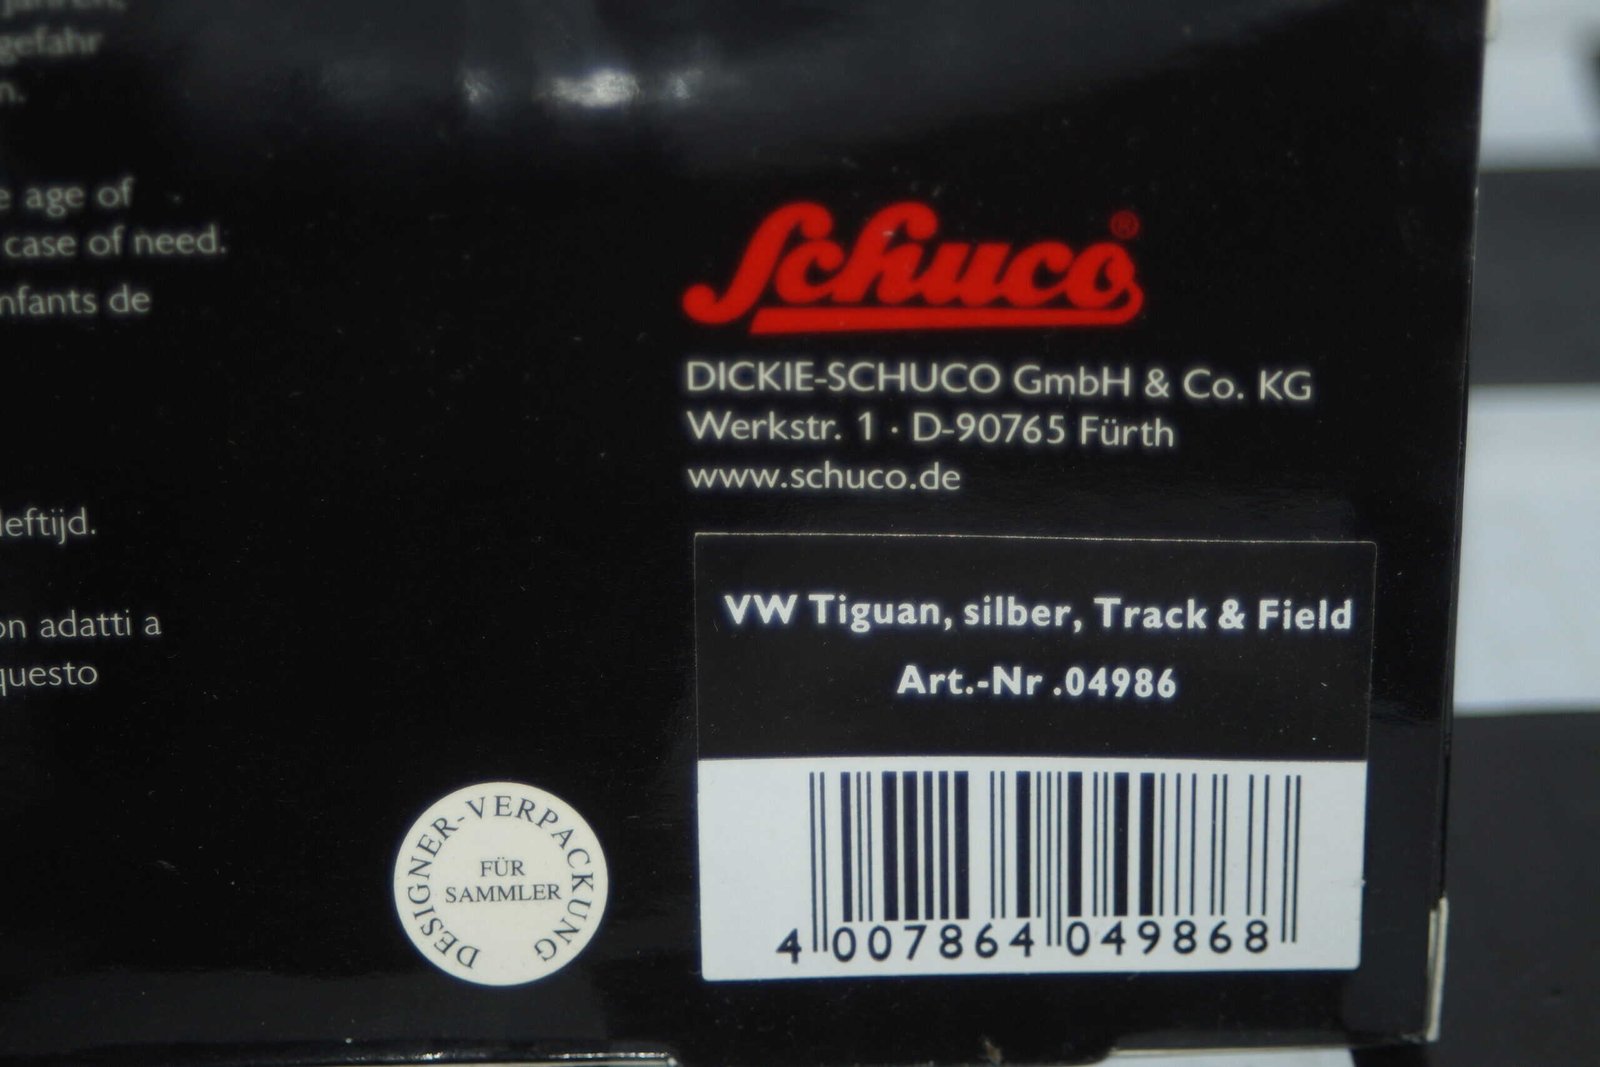 gefahr
n.
e age of
case of need.
nfants de
leftijd.
on adatti a
questo
Schuco®
DICKIE-SCHUCO GmbH & Co. KG
Werkstr. 1 · D-90765 Fürth
www.schuco.de
VW Tiguan, silber, Track & Field
Art.-Nr .04986
4 007864 049868
DESIGNER-VERPACKUNG
FÜR
SAMMLER